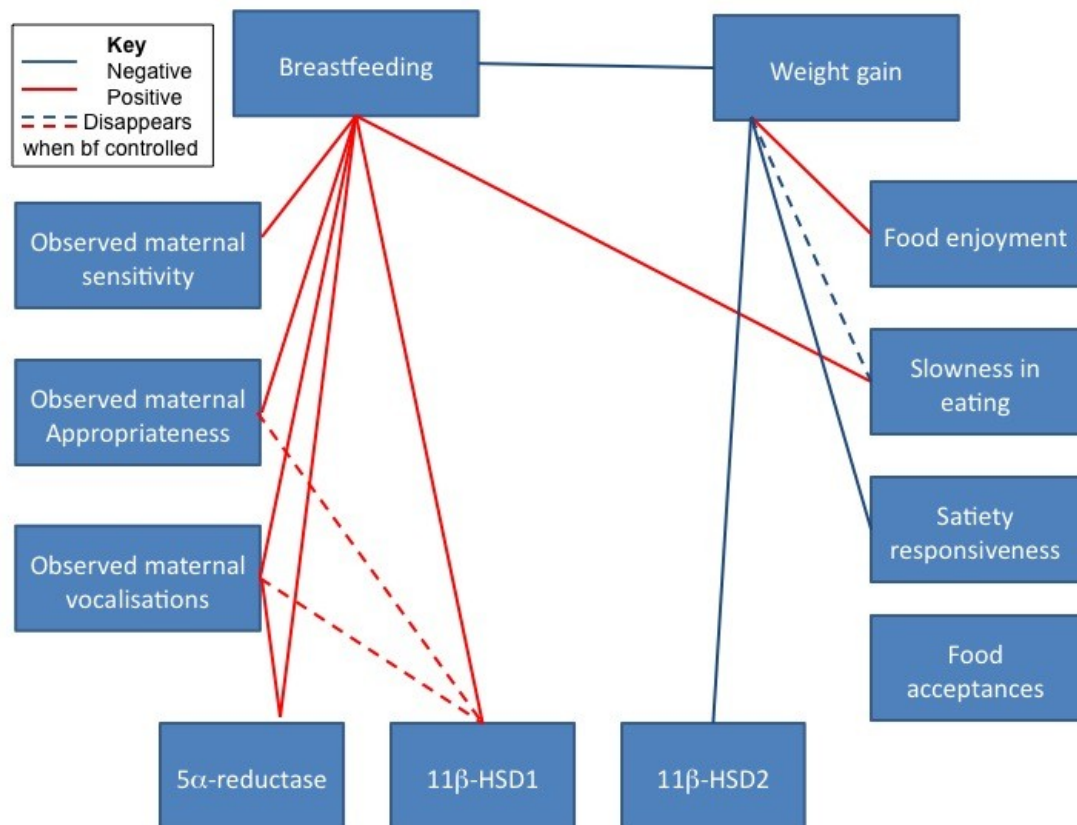 Key
Negative
Positive
Disappears
when bf controlled
Breastfeeding
Weight gain
Observed maternal
sensitivity
Food enjoyment
Observed maternal
Appropriateness
Slowness in
eating
Observed maternal
vocalisations
Satiety
responsiveness
Food
acceptances
5α-reductase
11β-HSD1
11β-HSD2